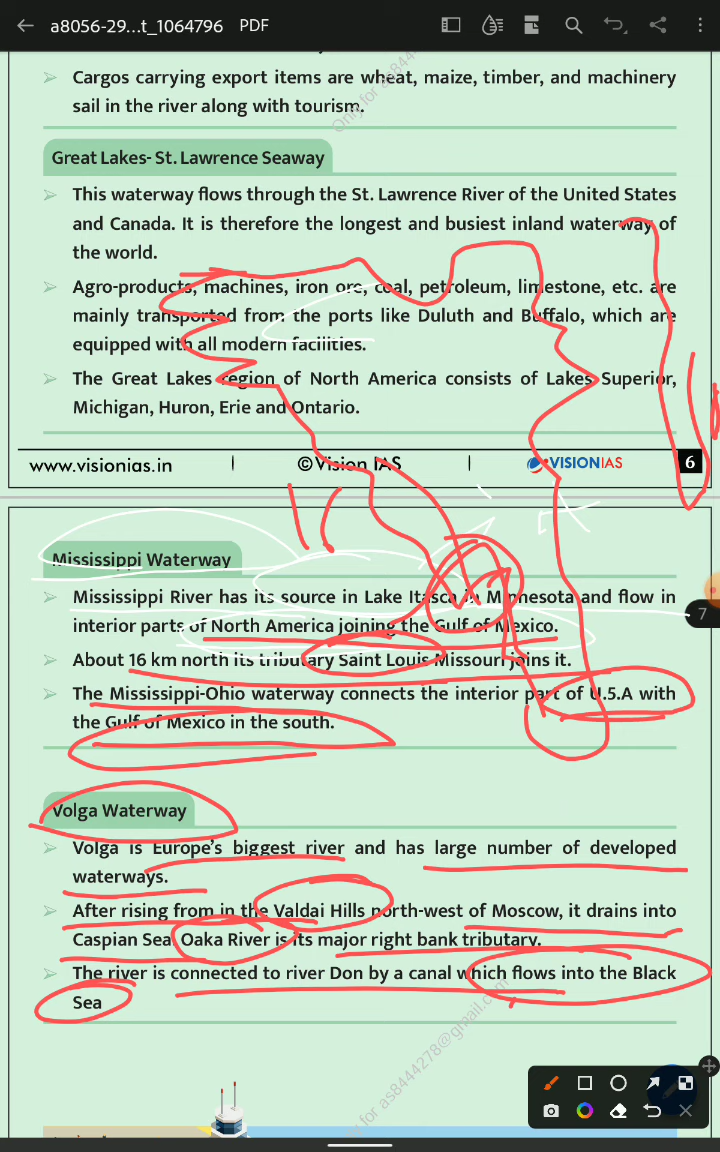 a8056-29...t_1064796 PDF
Cargos carrying export items are wheat, maize, timber, and machinery
sail in the river along with tourism.
Great Lakes- St. Lawrence Seaway
This waterway flows through the St. Lawrence River of the United States
and Canada. It is therefore the longest and busiest inland waterway of
the world.
Agro-products, machines, iron ore, coal, petroleum, limestone, etc. are
mainly transported from the ports like Duluth and Buffalo, which are
equipped with all modern facilities.
The Great Lakes region of North America consists of Lakes Superior,
Michigan, Huron, Erie and Ontario.
www.visionias.in | ©Vision IAS | VISIONIAS 6
Mississippi Waterway
Mississippi River has its source in Lake Itasca in Minnesota and flow in
7
interior parts of North America joining the Gulf of Mexico.
About 16 km north its tributary Saint Louis Missouri joins it.
The Mississippi-Ohio waterway connects the interior part of U.5.A with
the Gulf of Mexico in the south.
Volga Waterway
Volga is Europe's biggest river and has large number of developed
waterways.
After rising from in the Valdai Hills north-west of Moscow, it drains into
Caspian Sea Oaka River is its major right bank tributary.
The river is connected to river Don by a canal which flows into the Black
Sea
for as8444278@gmail.com